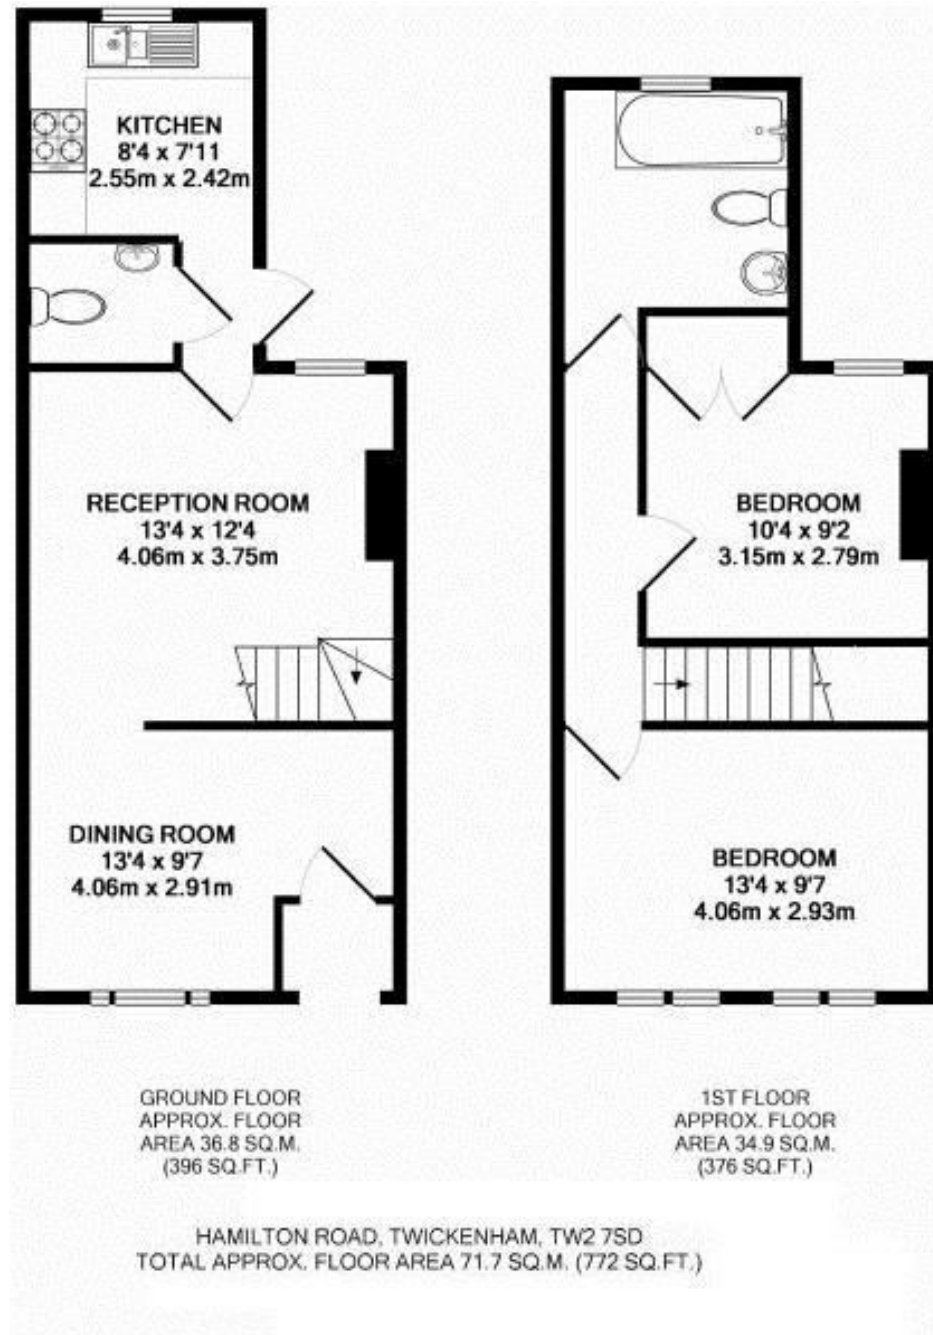 KITCHEN
8'4 x 7'11
2.55m x 2.42m
RECEPTION ROOM
13'4 x 12'4
4.06m x 3.75m
DINING ROOM
13'4 x 9'7
4.06m x 2.91m
BEDROOM
10'4 x 9'2
3.15m x 2.79m
BEDROOM
13'4 x 9'7
4.06m x 2.93m
GROUND FLOOR
APPROX. FLOOR
AREA 36.8 SQ.M.
(396 SQ.FT.)
1ST FLOOR
APPROX. FLOOR
AREA 34.9 SQ.M.
(376 SQ.FT.)
HAMILTON ROAD, TWICKENHAM, TW2 7SD
TOTAL APPROX. FLOOR AREA 71.7 SQ.M. (772 SQ.FT.)